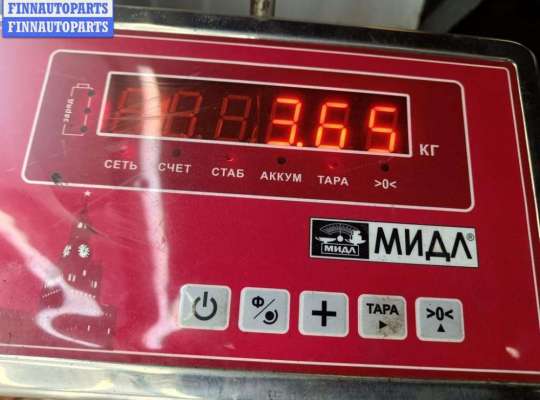 FINNAUTOPARTS
FINNAUTOPARTS
заряд
3.65
КГ
СЕТЬ СЧЕТ СТАБ АККУМ ТАРА >0<
МИДЛ
МИДЛ®
Ф
+
ТАРА
>0<